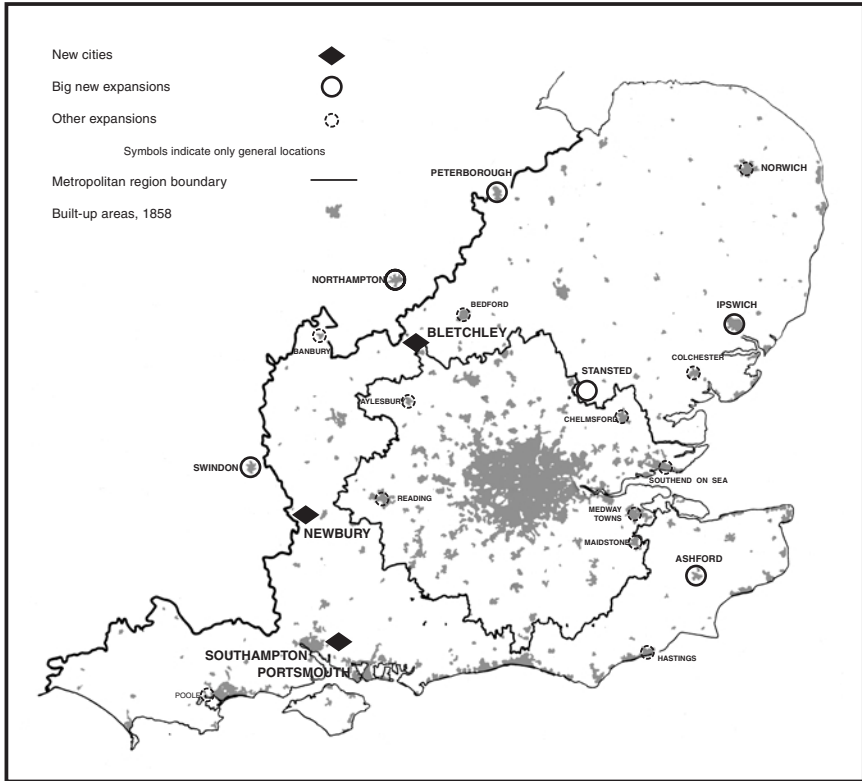 New cities
Big new expansions
Other expansions
Symbols indicate only general locations
Metropolitan region boundary
Built-up areas, 1858
PETERBOROUGH
NORWICH
NORTHAMPTON
BEDFORD
IPSWICH
BLETCHLEY
BANBURY
STANSTED
COLCHESTER
AYLESBUR
CHELMSFORD
SWINDON
SOUTHEND ON SEA
READING
MEDWAY
TOWNS
NEWBURY
MAIDSTONE
ASHFORD
SOUTHAMPTON
HASTINGS
PORTSMOUTH
POOLE